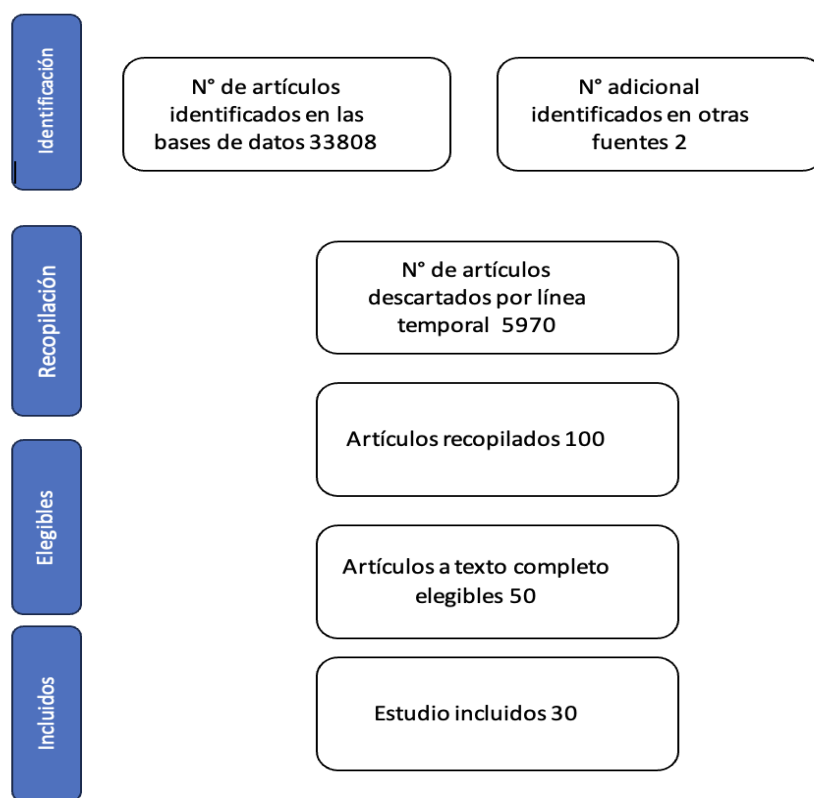 Identificación
N° de artículos
identificados en las
bases de datos 33808
N° adicional
identificados en otras
fuentes 2
Recopilación
N° de artículos
descartados por línea
temporal 5970
Artículos recopilados 100
Elegibles
Artículos a texto completo
elegibles 50
Incluidos
Estudio incluidos 30